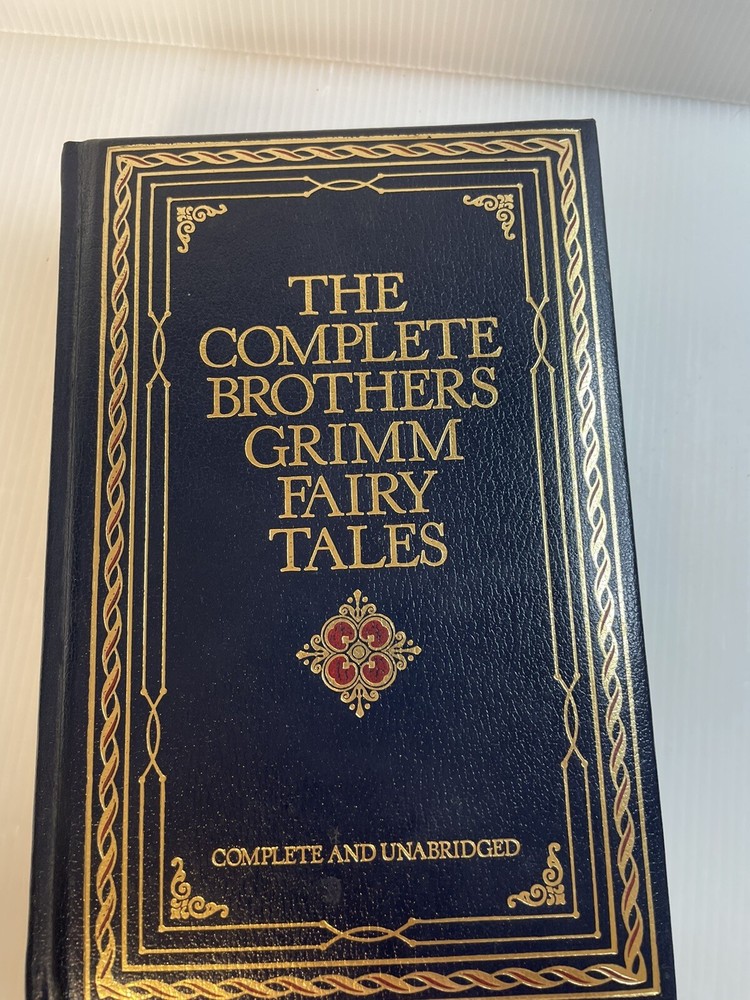 THE
COMPLETE
BROTHERS
GRIMM
FAIRY
TALES
COMPLETE AND UNABRIDGED